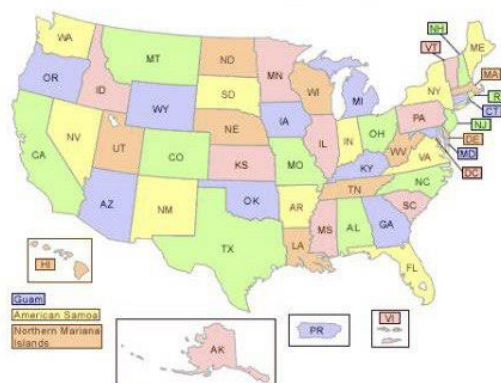 WA
MT
ND
MN
VT
NH
ME
OR
ID
WY
SD
WI
MI
NY
MA
R
CT
NV
UT
CO
NE
IA
IL
IN
OH
PA
NJ
DE
MD
DC
CA
KS
MO
KY
WV
VA
AZ
NM
OK
AR
TN
NC
SC
TX
LA
MS
AL
GA
FL
HI
Guam
American Samoa
Northern Mariana
Islands
AK
PR
VI